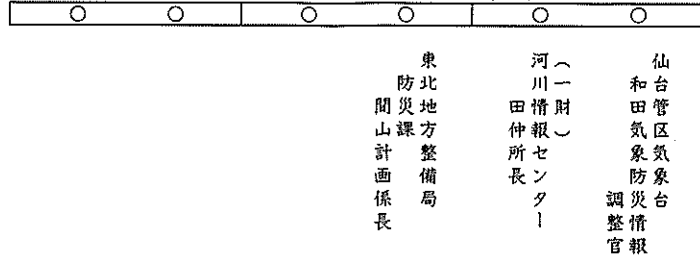 仙台管区気象台
和田気象防災情報
調整官
(一財)
河川情報センター
田仲所長
東北地方整備局
防災課
間山計画係長